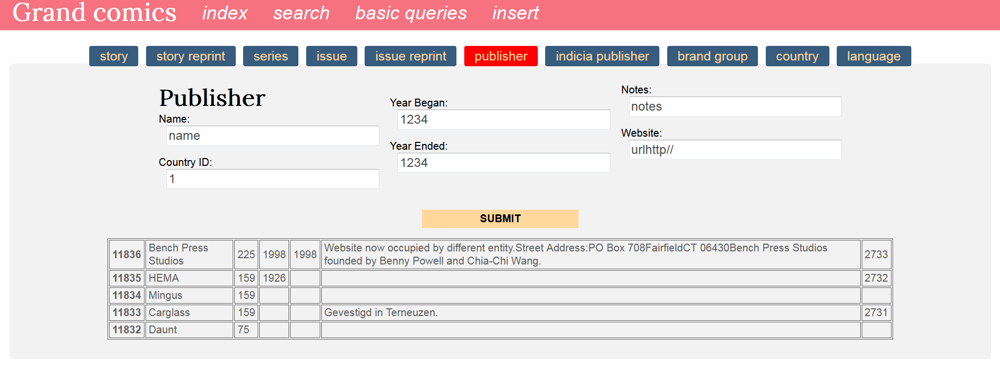 Grand comics index search basic queries insert
story story reprint series issue issue reprint publisher indicia publisher brand group country language
Publisher
Name:
name
Country ID:
1
Year Began:
1234
Year Ended:
1234
Notes:
notes
Website:
urlhttp//
SUBMIT
11836 Bench Press Studios 225 1998 1998 Website now occupied by different entity.Street Address:PO Box 708FairfieldCT 06430Bench Press Studios founded by Benny Powell and Chia-Chi Wang. 2733
11835 HEMA 159 1926 2732
11834 Mingus 159
11833 Carglass 159 Gevestigd in Terneuzen. 2731
11832 Daunt 75